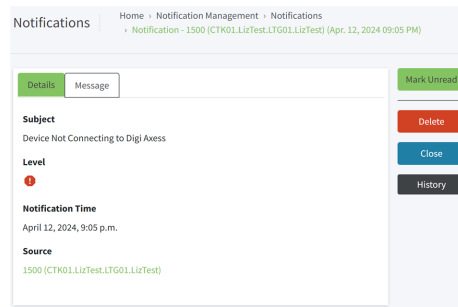 Notifications
Home › Notification Management › Notifications
› Notification - 1500 (CTK01.LizTest.LTG01.LizTest) (Apr. 12, 2024 09:05 PM)
Details
Message
Mark Unread
Subject
Device Not Connecting to Digi Axess
Delete
Level
Close
!
History
Notification Time
April 12, 2024, 9:05 p.m.
Source
1500 (CTK01.LizTest.LTG01.LizTest)